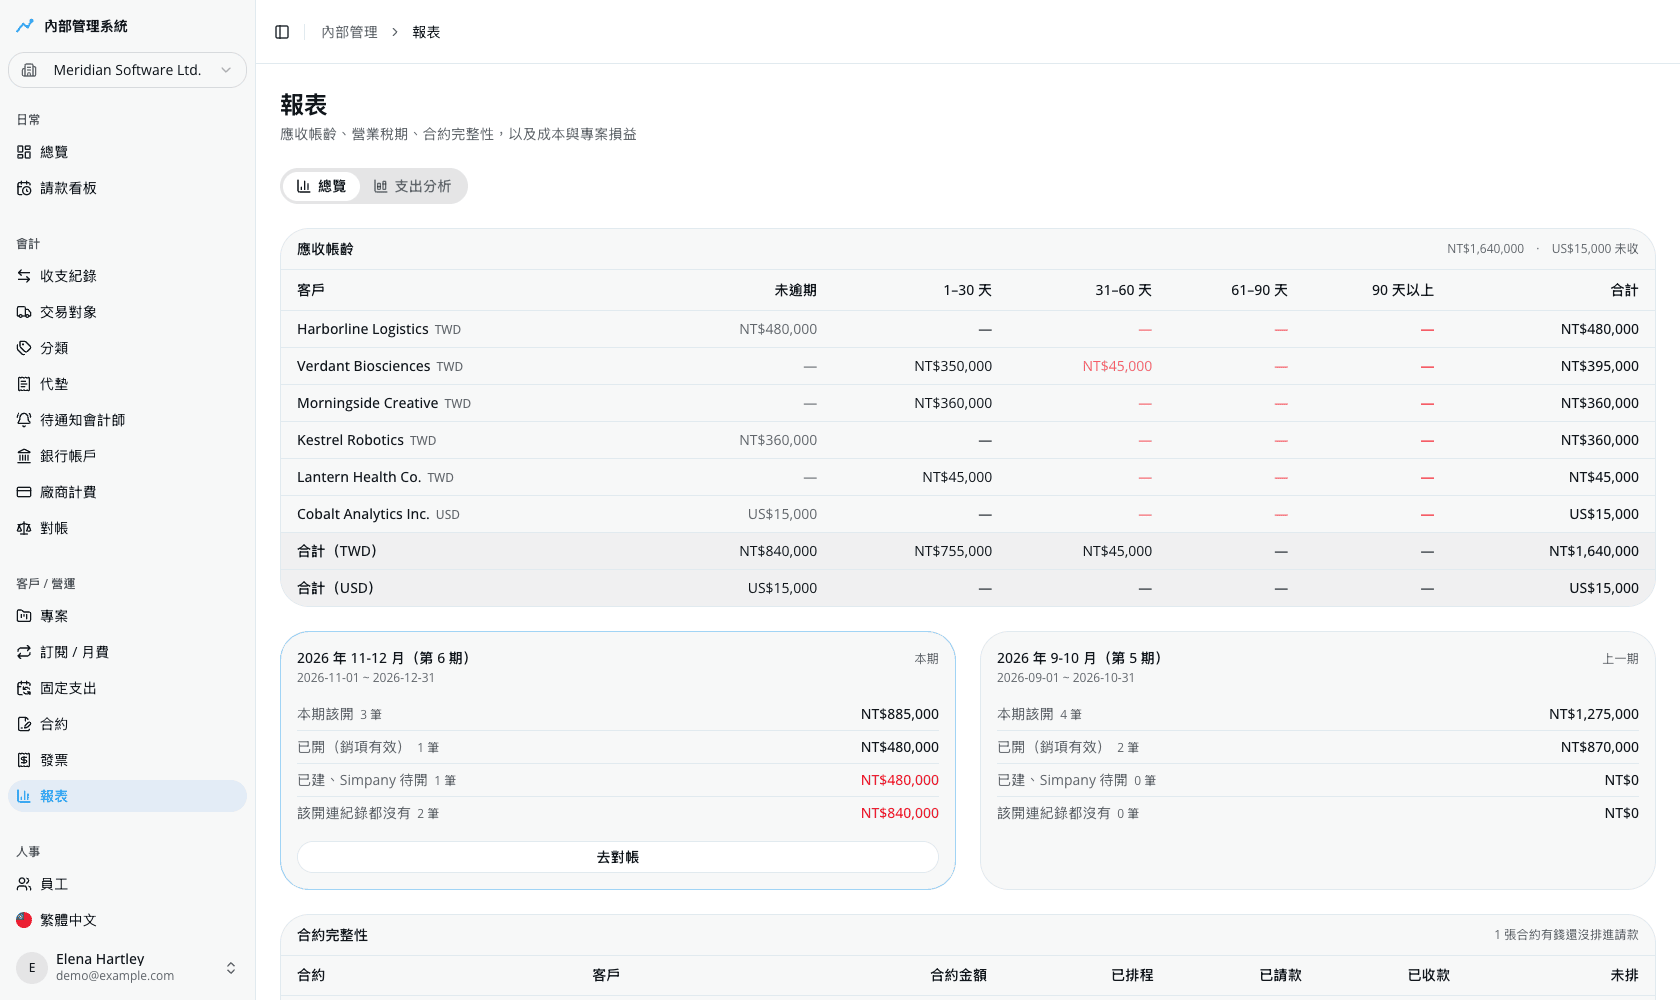 內部管理系統
Meridian Software Ltd.
日常
總覽
請款看板
會計
收支紀錄
交易對象
分類
代墊
待通知會計師
銀行帳戶
廠商計費
對帳
客戶 / 營運
專案
訂閱 / 月費
固定支出
合約
發票
報表
人事
員工
繁體中文
E
Elena Hartley
demo@example.com
內部管理 > 報表
報表
應收帳齡、營業稅期、合約完整性，以及成本與專案損益
總覽 支出分析
應收帳齡 NT$1,640,000 · US$15,000 未收
客戶 未逾期 1–30 天 31–60 天 61–90 天 90 天以上 合計
Harborline Logistics TWD NT$480,000 — — — — NT$480,000
Verdant Biosciences TWD — NT$350,000 NT$45,000 — — NT$395,000
Morningside Creative TWD — NT$360,000 — — — NT$360,000
Kestrel Robotics TWD NT$360,000 — — — — NT$360,000
Lantern Health Co. TWD — NT$45,000 — — — NT$45,000
Cobalt Analytics Inc. USD US$15,000 — — — — US$15,000
合計（TWD） NT$840,000 NT$755,000 NT$45,000 — — NT$1,640,000
合計（USD） US$15,000 — — — — US$15,000
2026 年 11-12 月（第 6 期） 本期
2026-11-01 ~ 2026-12-31
本期該開 3 筆 NT$885,000
已開（銷項有效） 1 筆 NT$480,000
已建、Simpany 待開 1 筆 NT$480,000
該開連紀錄都沒有 2 筆 NT$840,000
去對帳
2026 年 9-10 月（第 5 期） 上一期
2026-09-01 ~ 2026-10-31
本期該開 4 筆 NT$1,275,000
已開（銷項有效） 2 筆 NT$870,000
已建、Simpany 待開 0 筆 NT$0
該開連紀錄都沒有 0 筆 NT$0
合約完整性 1 張合約有錢還沒排進請款
合約 客戶 合約金額 已排程 已請款 已收款 未排